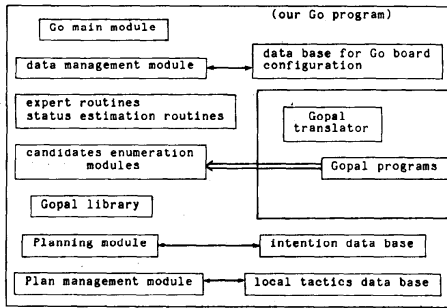 (our Go program)
Go main module
data management module
data base for Go board
configuration
expert routines
status estimation routines
Gopal
translator
candidates enumeration
modules
Gopal programs
Gopal library
Planning module
intention data base
Plan management module
local tactics data base